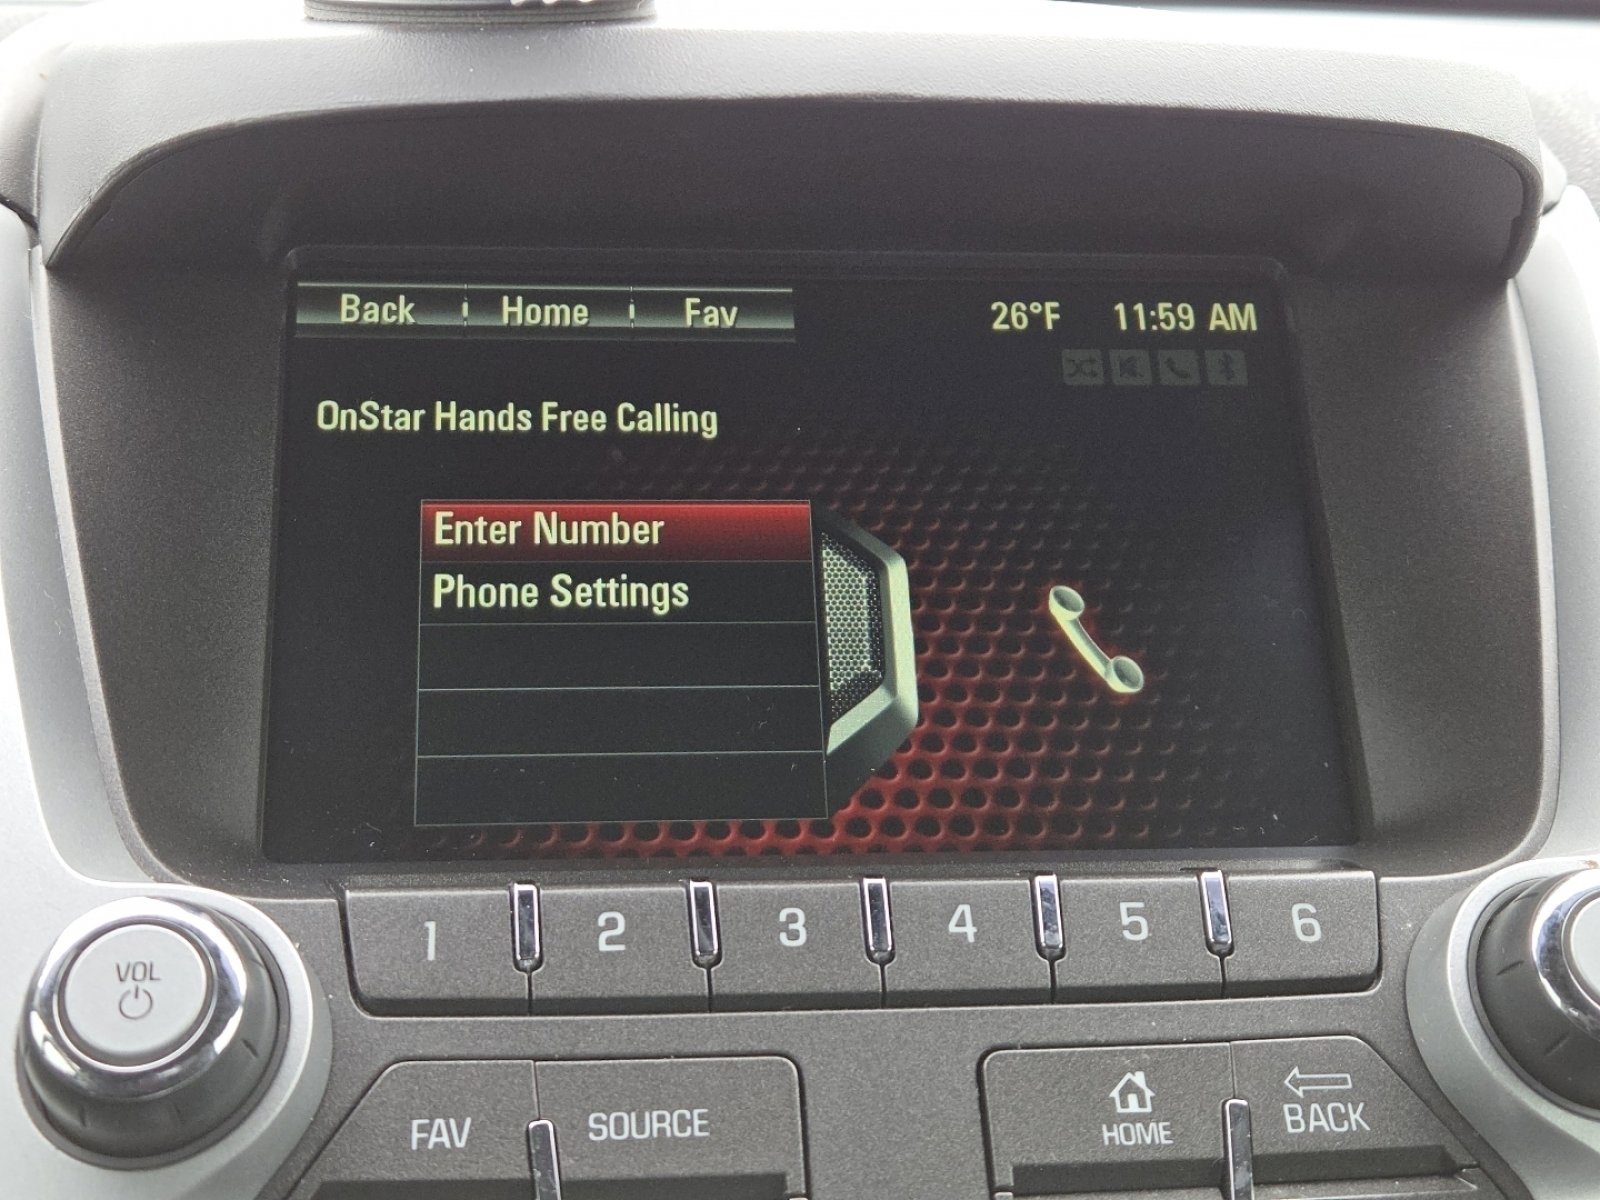 Back Home Fav 26°F 11:59 AM
OnStar Hands Free Calling
Enter Number
Phone Settings
1 2 3 4 5 6
VOL
FAV SOURCE HOME BACK